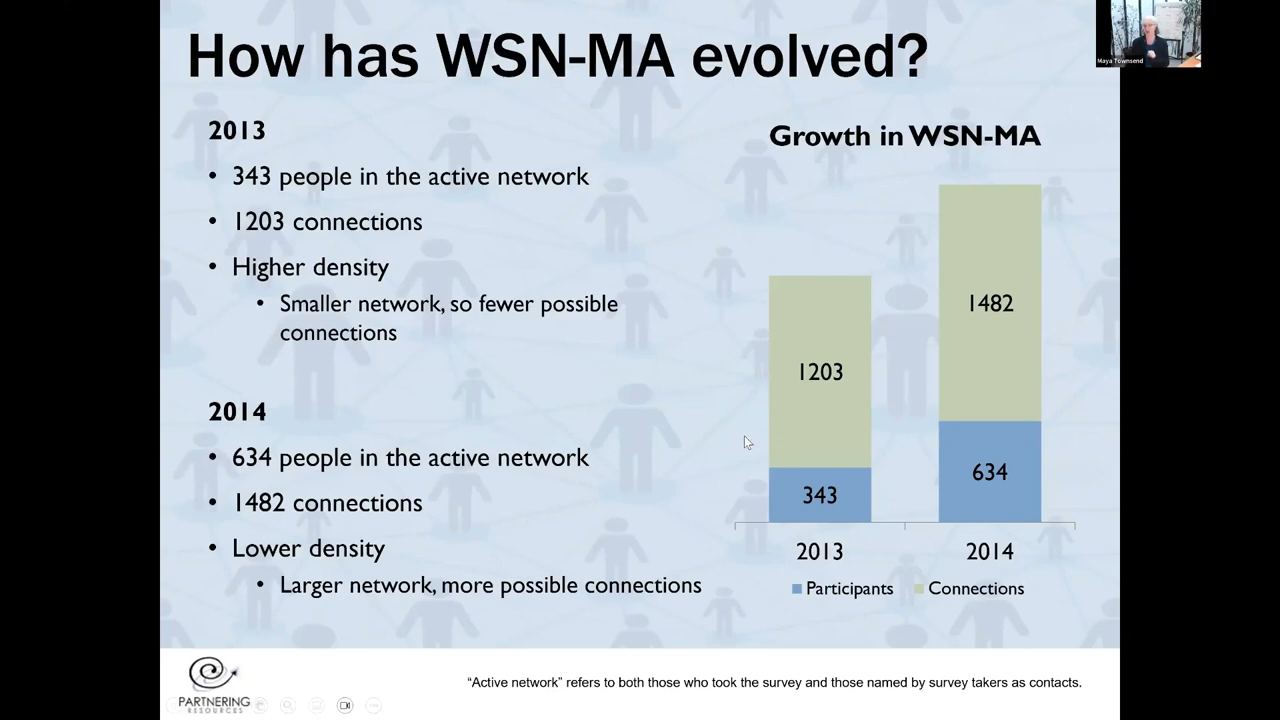 How has WSN-MA evolved?
Maya Townsend
2013
• 343 people in the active network
• 1203 connections
• Higher density
• Smaller network, so fewer possible
connections
2014
• 634 people in the active network
• 1482 connections
• Lower density
• Larger network, more possible connections
Growth in WSN-MA
1203
343
1482
634
2013
2014
Participants
Connections
PARTNERING
RESOURCES
“Active network” refers to both those who took the survey and those named by survey takers as contacts.